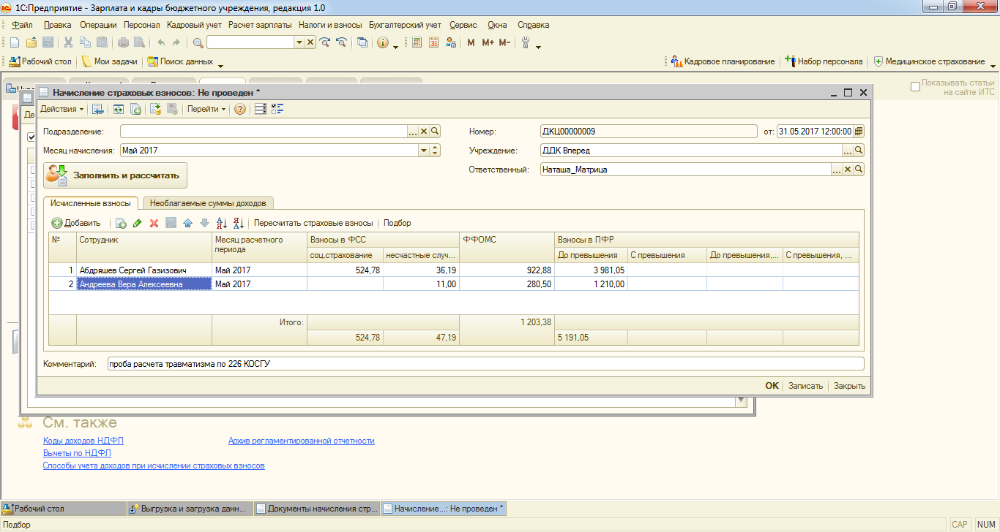 1С:Предприятие - Зарплата и кадры бюджетного учреждения, редакция 1.0
Файл Правка Операции Персонал Кадровый учет Расчет зарплаты Налоги и взносы Бухгалтерский учет Сервис Окна Справка
M M+ M-
Рабочий стол Мои задачи Поиск данных Кадровое планирование Набор персонала Медицинское страхование
Показывать статьи
на сайте ИТС
Начисление страховых взносов: Не проведен *
Действия Перейти
Подразделение: Номер: ДКЦ00000009 от: 31.05.2017 12:00:00
Месяц начисления: Май 2017 Учреждение: ДДК Вперед
Заполнить и рассчитать Ответственный: Наташа_Матрица
Исчисленные взносы Необлагаемые суммы доходов
Добавить Пересчитать страховые взносы Подбор
№ Сотрудник Месяц расчетного периода Взносы в ФСС ФФОМС Взносы в ПФР
соц.страхование несчастные случ... До превышения С превышения До превышения,... С превышения, ...
1 Абдряшев Сергей Газизович Май 2017 524,78 36,19 922,88 3 981,05
2 Андреева Вера Алексеевна Май 2017 11,00 280,50 1 210,00
Итого: 1 203,38
524,78 47,19 5 191,05
Комментарий: проба расчета травматизма по 226 КОСГУ
OK Записать Закрыть
См. также
Коды доходов НДФЛ Архив регламентированной отчетности
Вычеты по НДФЛ
Способы учета доходов при исчислении страховых взносов
Рабочий стол Выгрузка и загрузка данн... Документы начисления стр... Начисление...: Не проведен *
Подбор CAP NUM